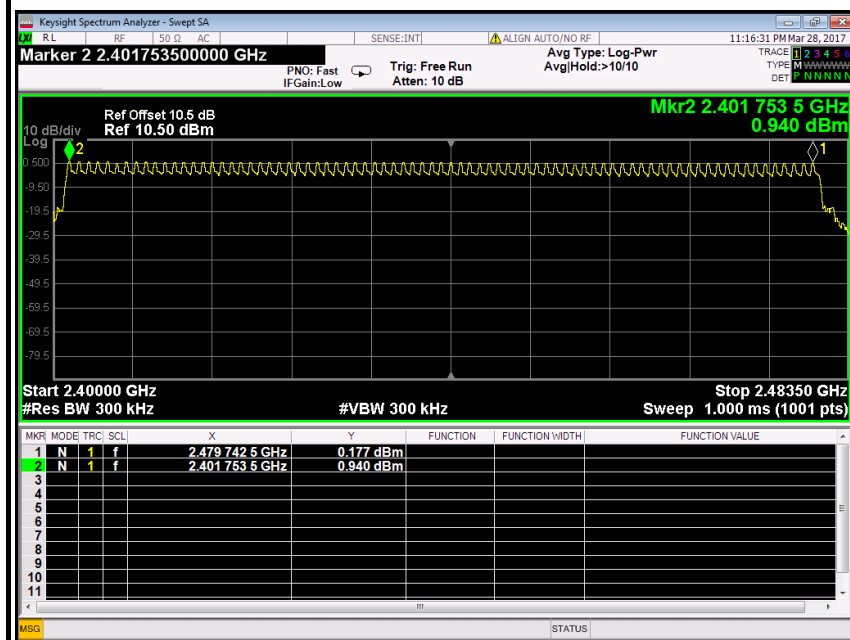 Keysight Spectrum Analyzer - Swept SA
LXI RL RF 50 Ω AC SENSE:INT ALIGN AUTO/NO RF 11:16:31 PM Mar 28, 2017
Marker 2 2.401753500000 GHz
PNO: Fast
IFGain:Low
Trig: Free Run
Atten: 10 dB
Avg Type: Log-Pwr
Avg|Hold:>10/10
TRACE 1 2 3 4 5 6
TYPE M WWWWW
DET P N N N N N
Mkr2 2.401 753 5 GHz
0.940 dBm
Ref Offset 10.5 dB
10 dB/div Ref 10.50 dBm
Log
2
1
0.500
-9.50
-19.5
-29.5
-39.5
-49.5
-59.5
-69.5
-79.5
Start 2.40000 GHz Stop 2.48350 GHz
#Res BW 300 kHz #VBW 300 kHz Sweep 1.000 ms (1001 pts)
MKR MODE TRC SCL X Y FUNCTION FUNCTION WIDTH FUNCTION VALUE
1 N 1 f 2.479 742 5 GHz 0.177 dBm
2 N 1 f 2.401 753 5 GHz 0.940 dBm
3
4
5
6
7
8
9
10
11
MSG STATUS